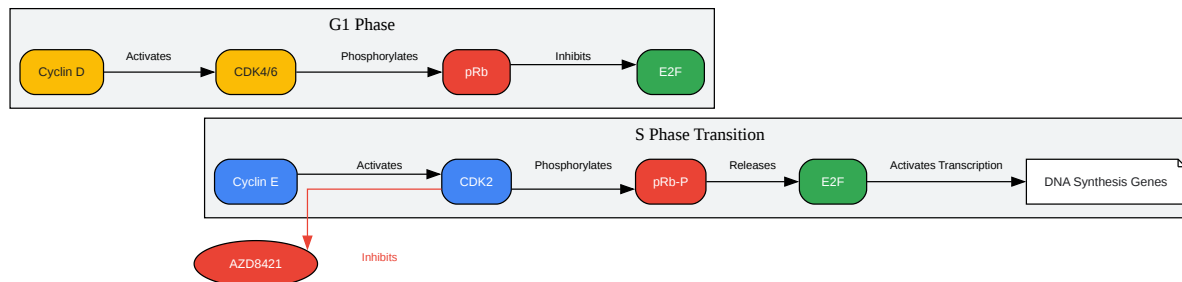 G1 Phase
Cyclin D
Activates
CDK4/6
Phosphorylates
pRb
Inhibits
E2F
S Phase Transition
Cyclin E
Activates
CDK2
Phosphorylates
pRb-P
Releases
E2F
Activates Transcription
DNA Synthesis Genes
AZD8421
Inhibits